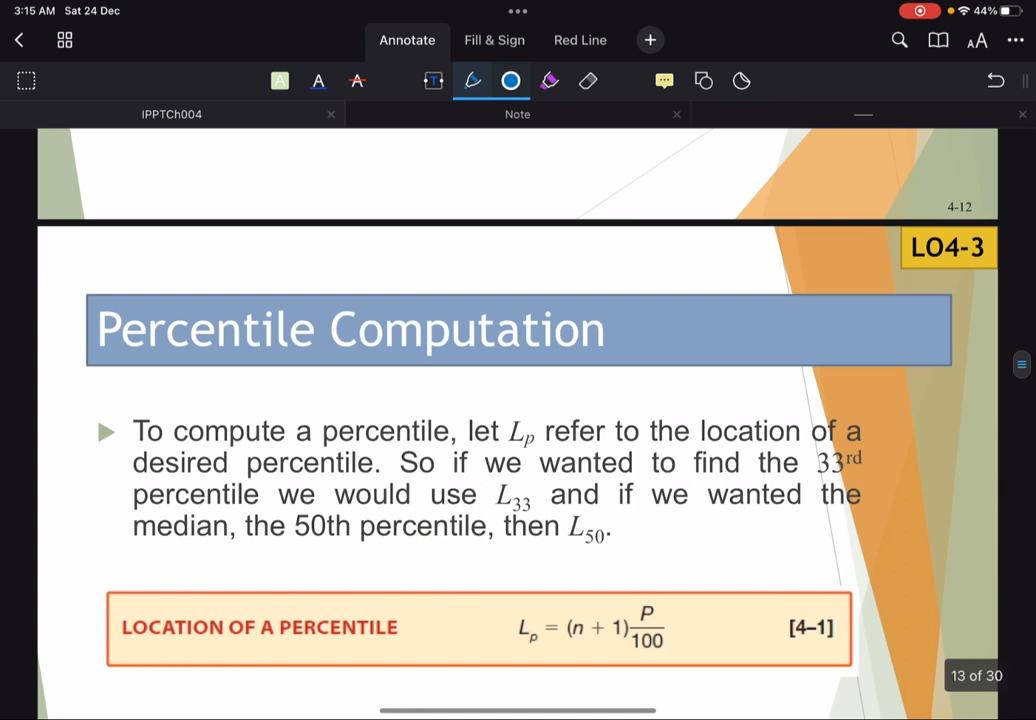 3:15 AM Sat 24 Dec
44%
Annotate Fill & Sign Red Line
IPPTCh004 Note
4-12
LO4-3
Percentile Computation
To compute a percentile, let Lp refer to the location of a
desired percentile. So if we wanted to find the 33rd
percentile we would use L33 and if we wanted the
median, the 50th percentile, then L50.
LOCATION OF A PERCENTILE Lp = (n + 1) P/100 [4–1]
13 of 30